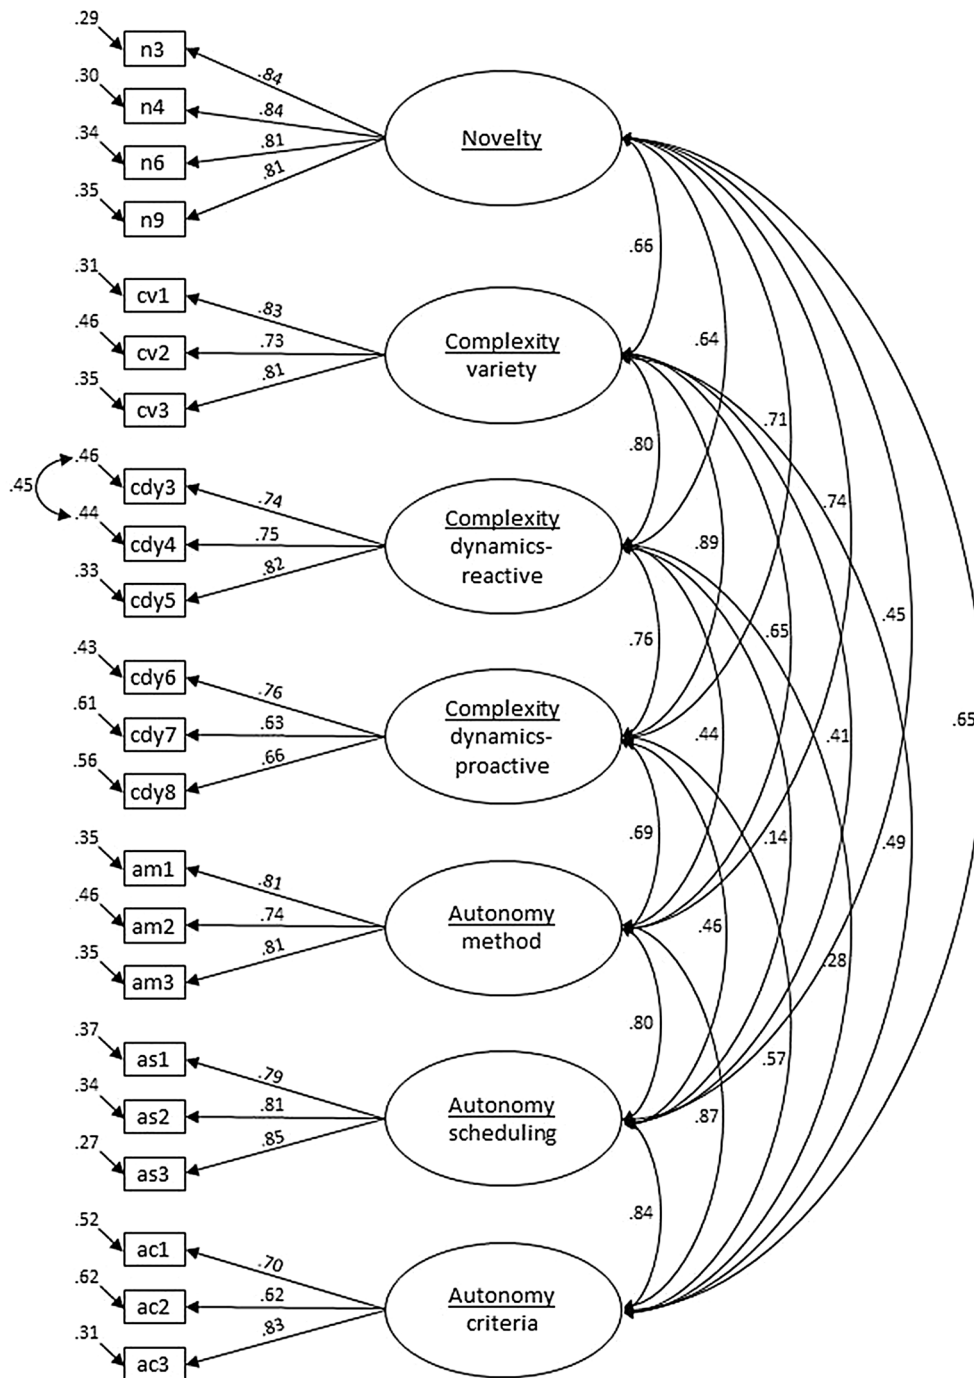 .29
n3
.84
.30
n4
.84
.34
n6
.81
.35
n9
.81
Novelty
.66
.31
cv1
.83
.46
cv2
.73
.35
cv3
.81
Complexity
variety
.64
.71
.80
.74
.45
.46
cdy3
.74
.44
cdy4
.75
.33
cdy5
.82
Complexity
dynamics-
reactive
.89
.65
.45
.76
.43
cdy6
.76
.61
cdy7
.63
.56
cdy8
.66
Complexity
dynamics-
proactive
.44
.41
.65
.69
.14
.49
.35
am1
.81
.46
am2
.74
.35
am3
.81
Autonomy
method
.46
.28
.80
.57
.37
as1
.79
.34
as2
.81
.27
as3
.85
Autonomy
scheduling
.87
.84
.52
ac1
.70
.62
ac2
.62
.31
ac3
.83
Autonomy
criteria